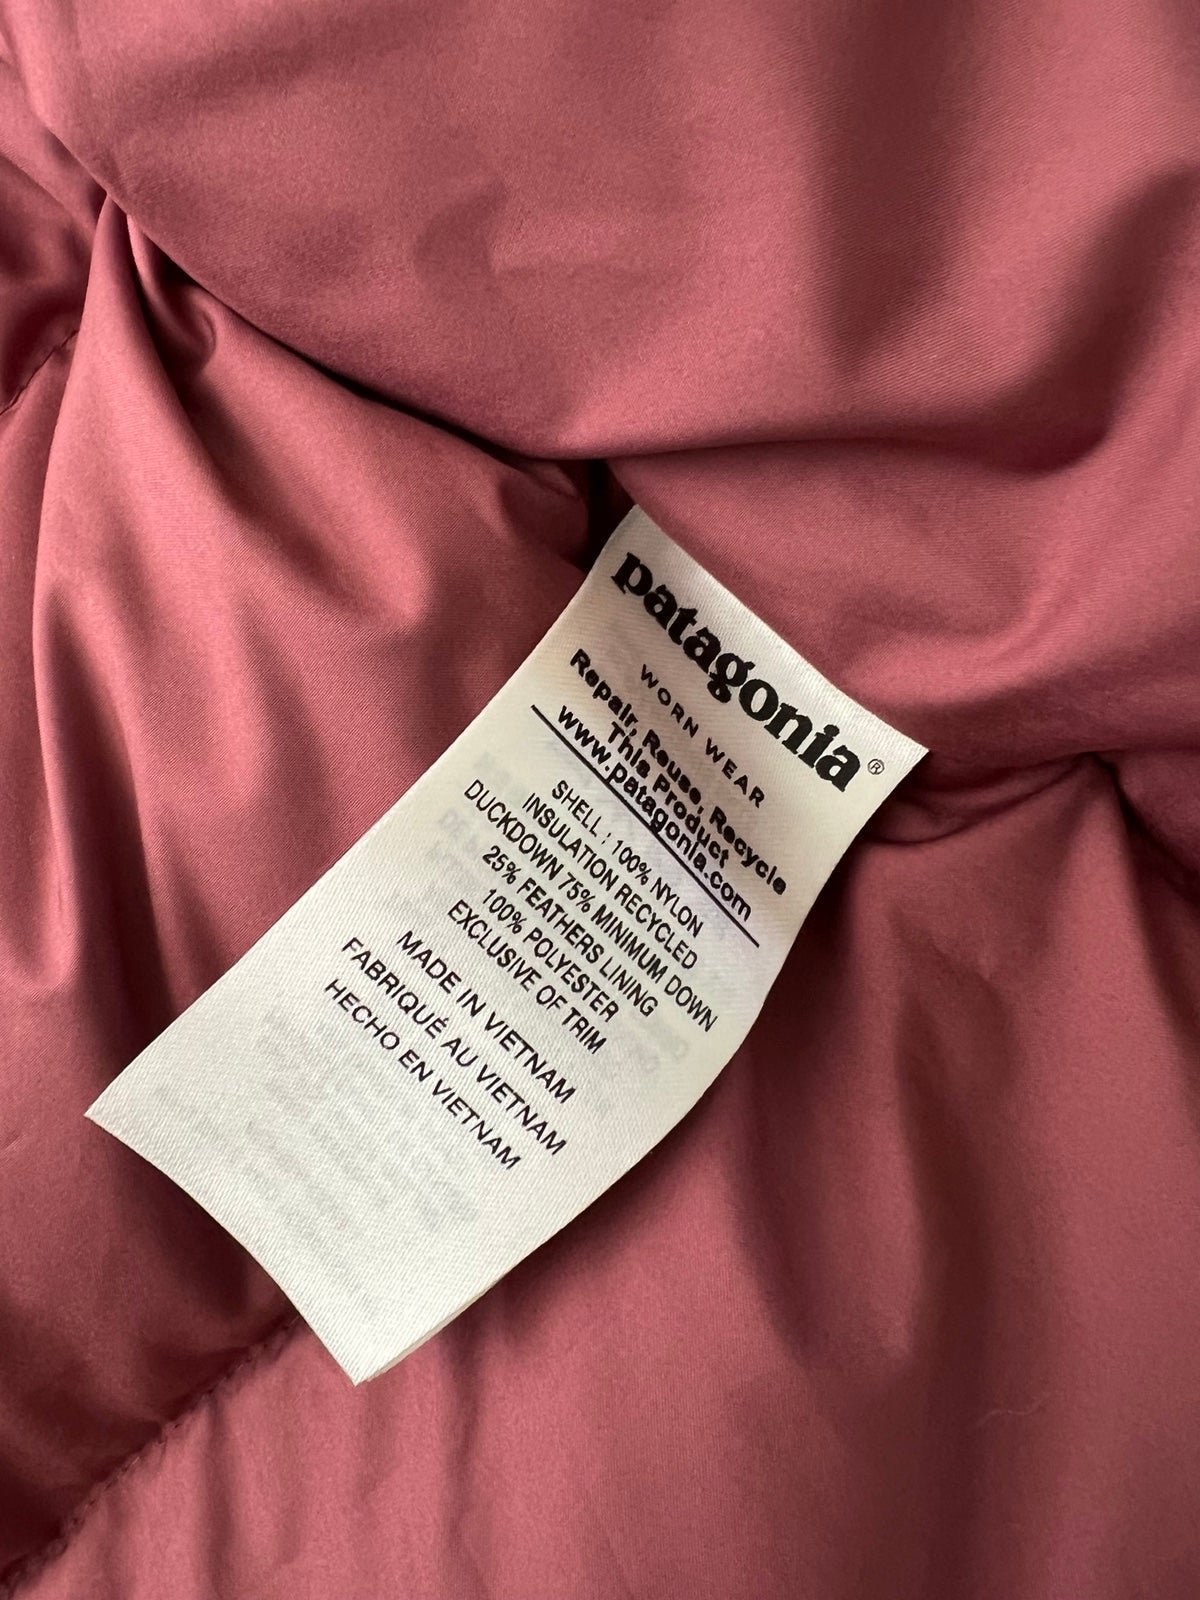 patagonia®
WORN WEAR
Repair, Reuse, Recycle
This Product
www.patagonia.com
SHELL : 100% NYLON
INSULATION RECYCLED
DUCKDOWN 75% MINIMUM DOWN
25% FEATHERS LINING
100% POLYESTER
EXCLUSIVE OF TRIM
MADE IN VIETNAM
FABRIQUÉ AU VIETNAM
HECHO EN VIETNAM